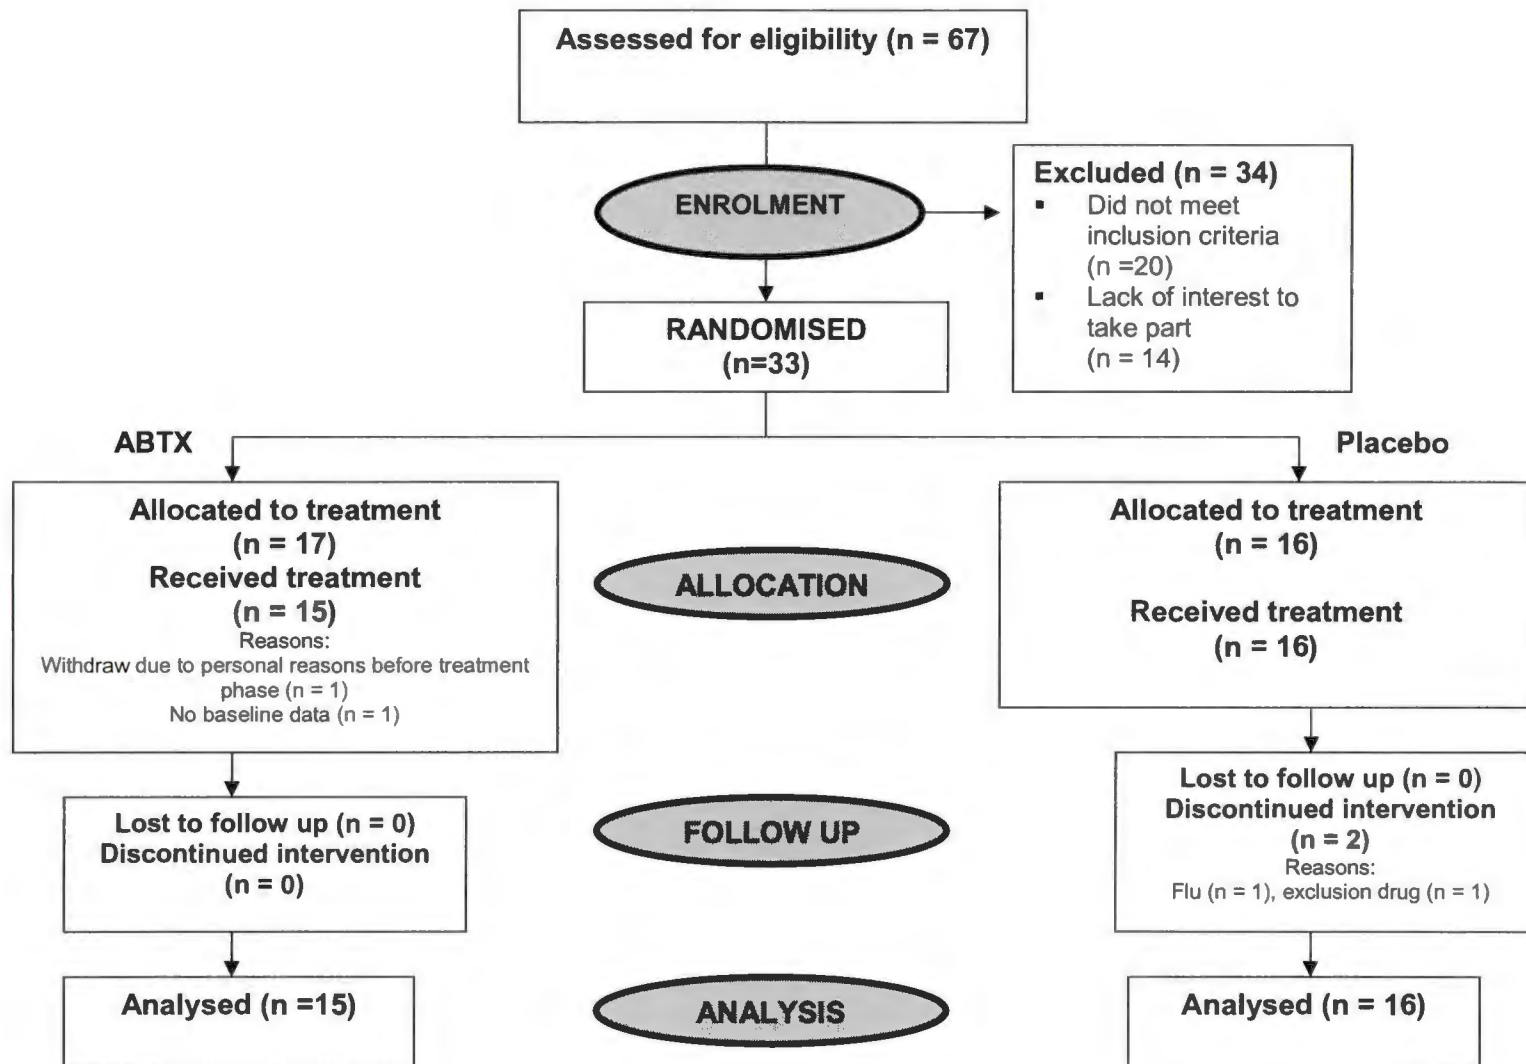 Assessed for eligibility (n = 67)
ENROLMENT
Excluded (n = 34)
▪ Did not meet
inclusion criteria
(n =20)
▪ Lack of interest to
take part
(n = 14)
RANDOMISED
(n=33)
ABTX
Placebo
Allocated to treatment
(n = 17)
Received treatment
(n = 15)
Reasons:
Withdraw due to personal reasons before treatment
phase (n = 1)
No baseline data (n = 1)
ALLOCATION
Allocated to treatment
(n = 16)
Received treatment
(n = 16)
Lost to follow up (n = 0)
Discontinued intervention
(n = 0)
FOLLOW UP
Lost to follow up (n = 0)
Discontinued intervention
(n = 2)
Reasons:
Flu (n = 1), exclusion drug (n = 1)
Analysed (n =15)
ANALYSIS
Analysed (n = 16)